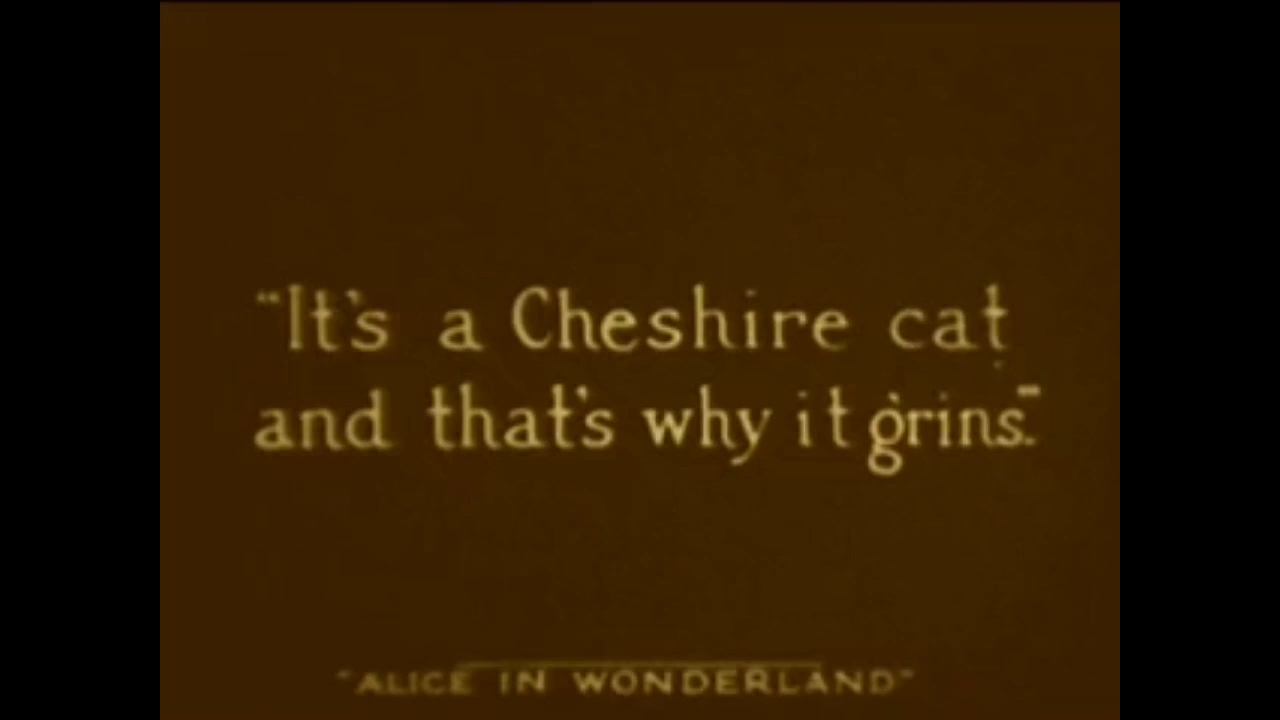 “It's a Cheshire cat
and that's why it grins.”
"ALICE IN WONDERLAND"